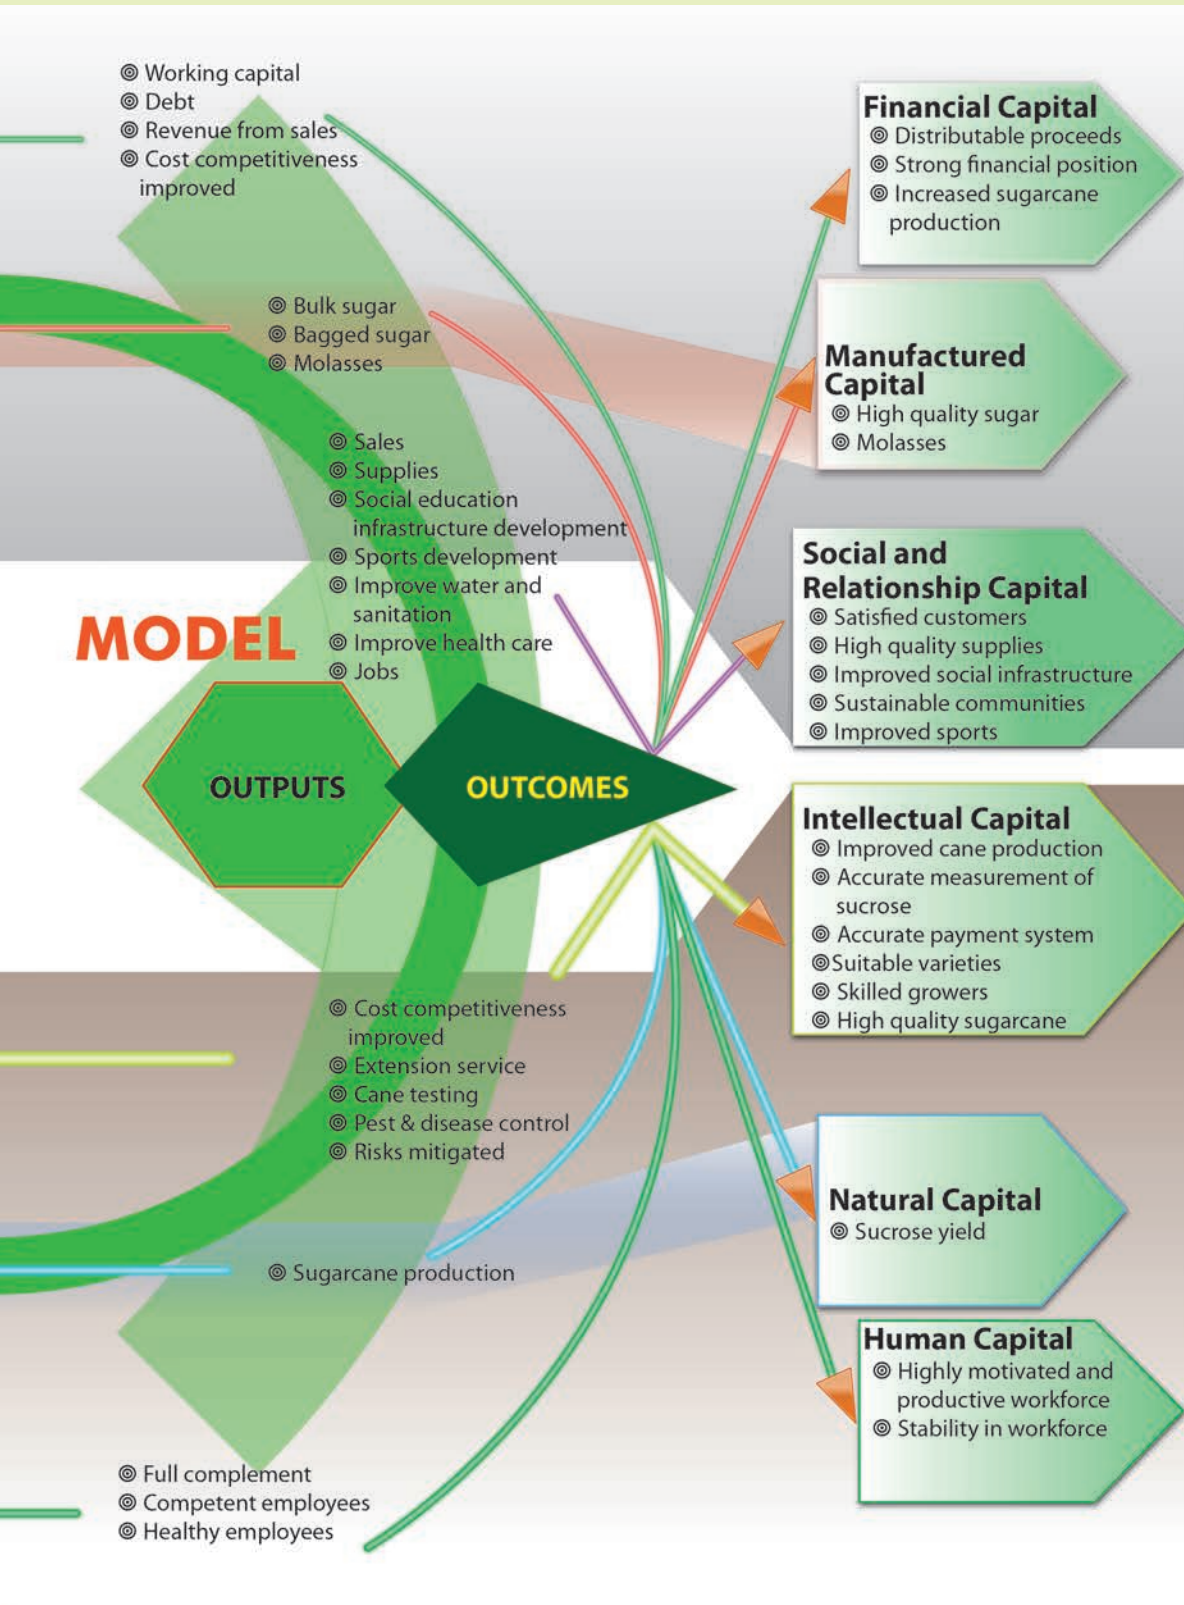 ◎ Working capital
◎ Debt
◎ Revenue from sales
◎ Cost competitiveness
improved
◎ Bulk sugar
◎ Bagged sugar
◎ Molasses
◎ Sales
◎ Supplies
◎ Social education
infrastructure development
◎ Sports development
◎ Improve water and
sanitation
◎ Improve health care
◎ Jobs
MODEL
OUTPUTS
OUTCOMES
◎ Cost competitiveness
improved
◎ Extension service
◎ Cane testing
◎ Pest & disease control
◎ Risks mitigated
◎ Sugarcane production
◎ Full complement
◎ Competent employees
◎ Healthy employees
Financial Capital
◎ Distributable proceeds
◎ Strong financial position
◎ Increased sugarcane
production
Manufactured
Capital
◎ High quality sugar
◎ Molasses
Social and
Relationship Capital
◎ Satisfied customers
◎ High quality supplies
◎ Improved social infrastructure
◎ Sustainable communities
◎ Improved sports
Intellectual Capital
◎ Improved cane production
◎ Accurate measurement of
sucrose
◎ Accurate payment system
◎Suitable varieties
◎ Skilled growers
◎ High quality sugarcane
Natural Capital
◎ Sucrose yield
Human Capital
◎ Highly motivated and
productive workforce
◎ Stability in workforce